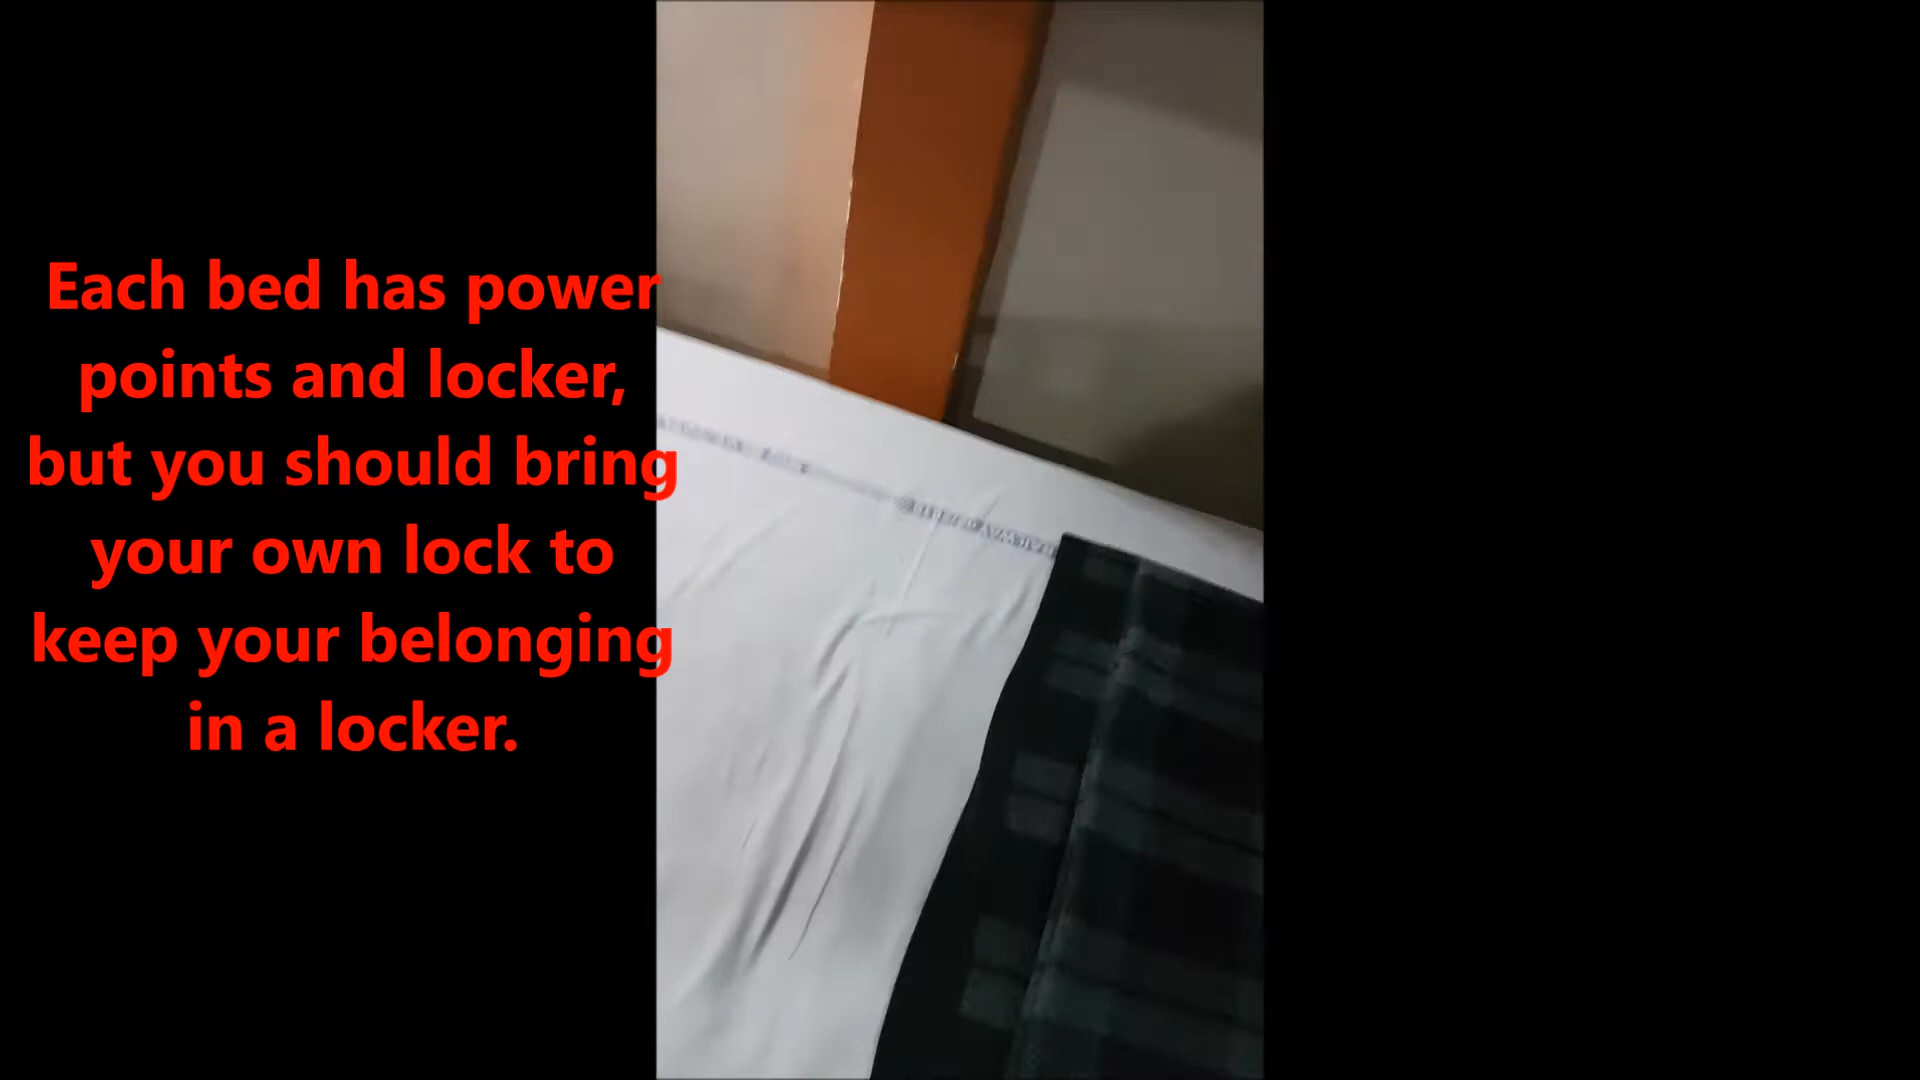 Each bed has power
points and locker,
but you should bring
your own lock to
keep your belonging
in a locker.
RAILWAY